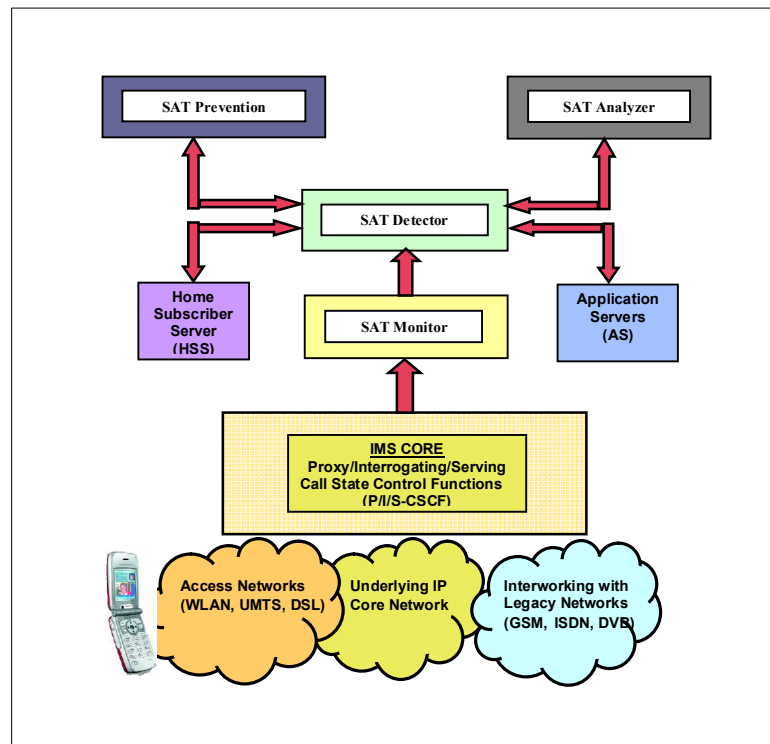 SAT Prevention
SAT Analyzer
SAT Detector
Home
Subscriber
Server
(HSS)
Application
Servers
(AS)
SAT Monitor
IMS CORE
Proxy/Interrogating/Serving
Call State Control Functions
(P/I/S-CSCF)
Access Networks
(WLAN, UMTS, DSL)
Underlying IP
Core Network
Interworking with
Legacy Networks
(GSM, ISDN, DVB)